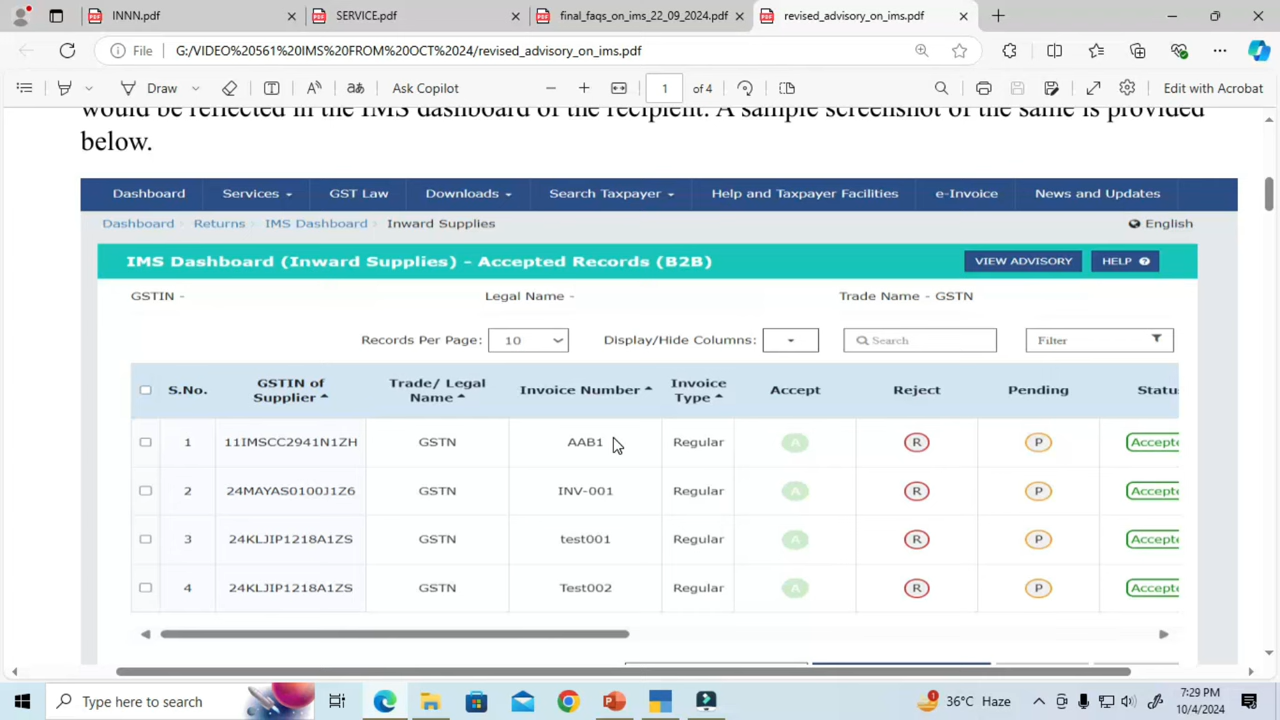 INNN.pdf
SERVICE.pdf
final_faqs_on_ims_22_09_2024.pdf
revised_advisory_on_ims.pdf
File G:/VIDEO%20561%20IMS%20FROM%20OCT%202024/revised_advisory_on_ims.pdf
Draw Ask Copilot 1 of 4 Edit with Acrobat
would be reflected in the IMS dashboard of the recipient. A sample screenshot of the same is provided
below.
Dashboard Services GST Law Downloads Search Taxpayer Help and Taxpayer Facilities e-Invoice News and Updates
Dashboard Returns IMS Dashboard Inward Supplies English
IMS Dashboard (Inward Supplies) - Accepted Records (B2B) VIEW ADVISORY HELP
GSTIN - Legal Name - Trade Name - GSTN
Records Per Page: 10 Display/Hide Columns: Search Filter
S.No. GSTIN of Supplier Trade/ Legal Name Invoice Number Invoice Type Accept Reject Pending Statu
1 11IMSCC2941N1ZH GSTN AAB1 Regular A R P Accepte
2 24MAYAS0100J1Z6 GSTN INV-001 Regular A R P Accepte
3 24KLJIP1218A1ZS GSTN test001 Regular A R P Accepte
4 24KLJIP1218A1ZS GSTN Test002 Regular A R P Accepte
Type here to search
36°C Haze
7:29 PM
10/4/2024